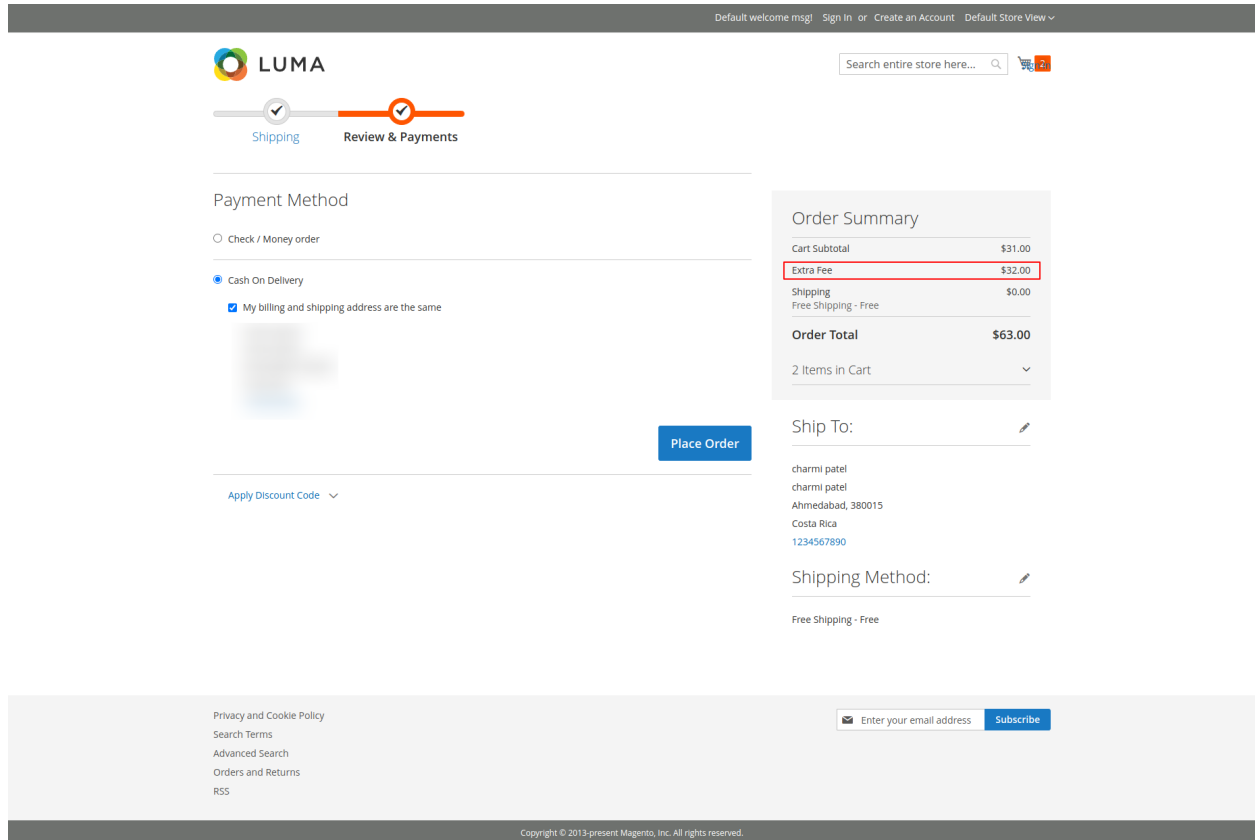 Default welcome msg! Sign In or Create an Account Default Store View
LUMA
Search entire store here...
Shipping
Review & Payments
Payment Method
Check / Money order
Cash On Delivery
My billing and shipping address are the same
Place Order
Apply Discount Code
Order Summary
Cart Subtotal $31.00
Extra Fee $32.00
Shipping $0.00
Free Shipping - Free
Order Total $63.00
2 Items in Cart
Ship To:
charmi patel
charmi patel
Ahmedabad, 380015
Costa Rica
1234567890
Shipping Method:
Free Shipping - Free
Privacy and Cookie Policy
Search Terms
Advanced Search
Orders and Returns
RSS
Enter your email address Subscribe
Copyright © 2013-present Magento, Inc. All rights reserved.